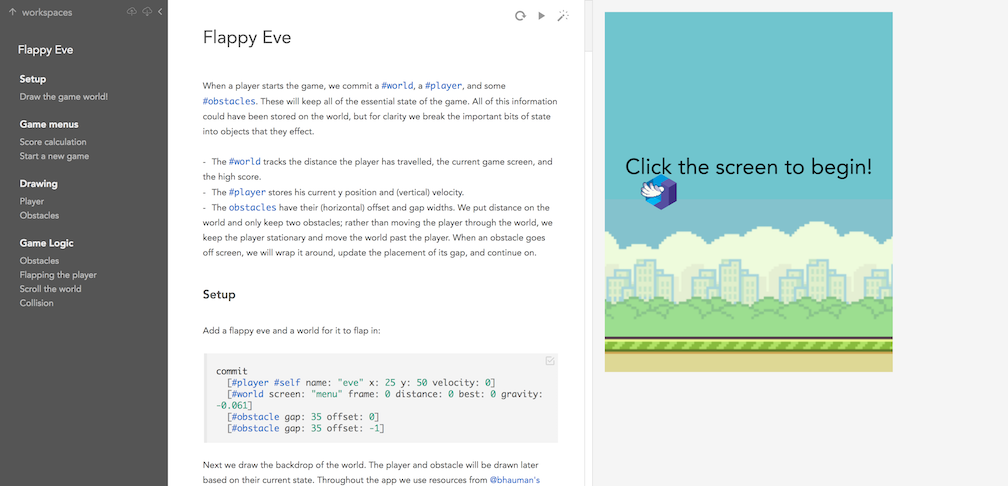 workspaces
Flappy Eve
Setup
Draw the game world!
Game menus
Score calculation
Start a new game
Drawing
Player
Obstacles
Game Logic
Obstacles
Flapping the player
Scroll the world
Collision
Flappy Eve
When a player starts the game, we commit a #world, a #player, and some
#obstacles. These will keep all of the essential state of the game. All of this information
could have been stored on the world, but for clarity we break the important bits of state
into objects that they effect.
- The #world tracks the distance the player has travelled, the current game screen, and
the high score.
- The #player stores his current y position and (vertical) velocity.
- The obstacles have their (horizontal) offset and gap widths. We put distance on the
world and only keep two obstacles; rather than moving the player through the world, we
keep the player stationary and move the world past the player. When an obstacle goes
off screen, we will wrap it around, update the placement of its gap, and continue on.
Setup
Add a flappy eve and a world for it to flap in:
commit
[#player #self name: "eve" x: 25 y: 50 velocity: 0]
[#world screen: "menu" frame: 0 distance: 0 best: 0 gravity:
-0.061]
[#obstacle gap: 35 offset: 0]
[#obstacle gap: 35 offset: -1]
Next we draw the backdrop of the world. The player and obstacle will be drawn later
based on their current state. Throughout the app we use resources from @bhauman's
Click the screen to begin!